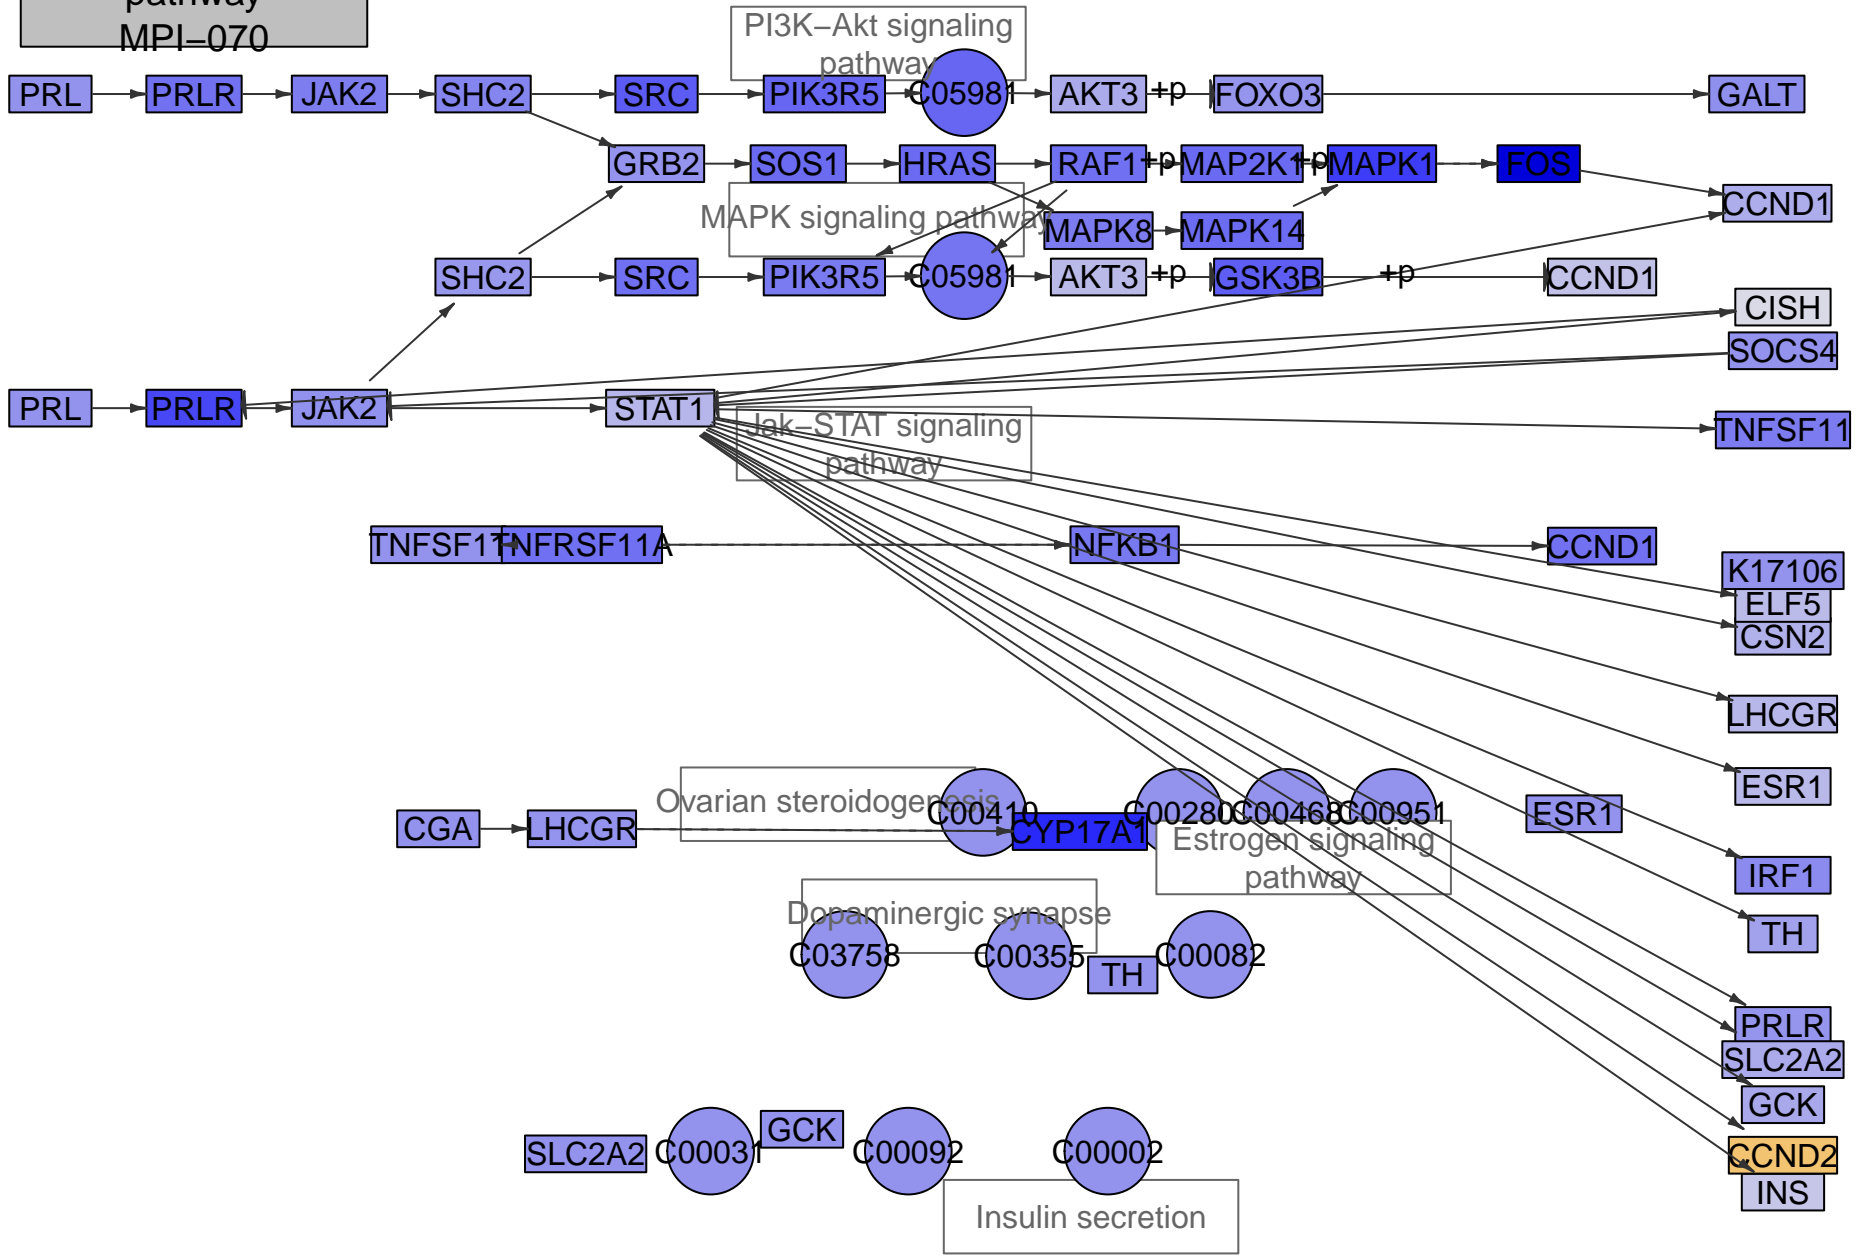 pathway
MPI–070
PI3K–Akt signaling
pathway
PRL
PRLR
JAK2
SHC2
SRC
PIK3R5
C05981
AKT3
+p
FOXO3
GALT
GRB2
SOS1
HRAS
RAF1
+p
MAP2K1
+p
MAPK1
FOS
CCND1
MAPK signaling pathway
MAPK8
MAPK14
SHC2
SRC
PIK3R5
C05981
AKT3
+p
GSK3B
+p
CCND1
CISH
SOCS4
PRL
PRLR
JAK2
STAT1
Jak–STAT signaling
pathway
TNFSF11
TNFSF11
TNFRSF11A
NFKB1
CCND1
K17106
ELF5
CSN2
LHCGR
ESR1
Ovarian steroidogenesis
C00410
C00280
C00468
C00951
ESR1
CGA
LHCGR
CYP17A1
Estrogen signaling
pathway
IRF1
Dopaminergic synapse
TH
C03758
C00355
TH
C00082
PRLR
SLC2A2
GCK
SLC2A2
C00031
GCK
C00092
C00002
CCND2
INS
Insulin secretion